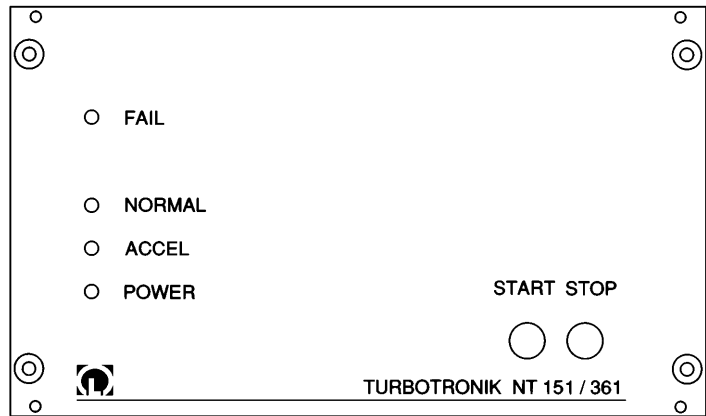 FAIL
NORMAL
ACCEL
POWER
START STOP
L
TURBOTRONIK NT 151 / 361